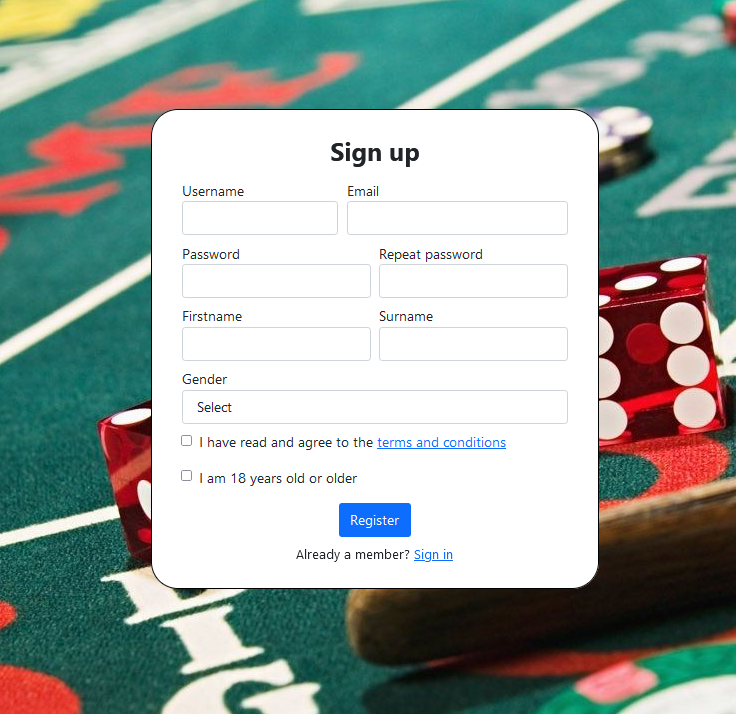 Sign up
Username Email
Password Repeat password
Firstname Surname
Gender
Select
I have read and agree to the terms and conditions
I am 18 years old or older
Register
Already a member? Sign in